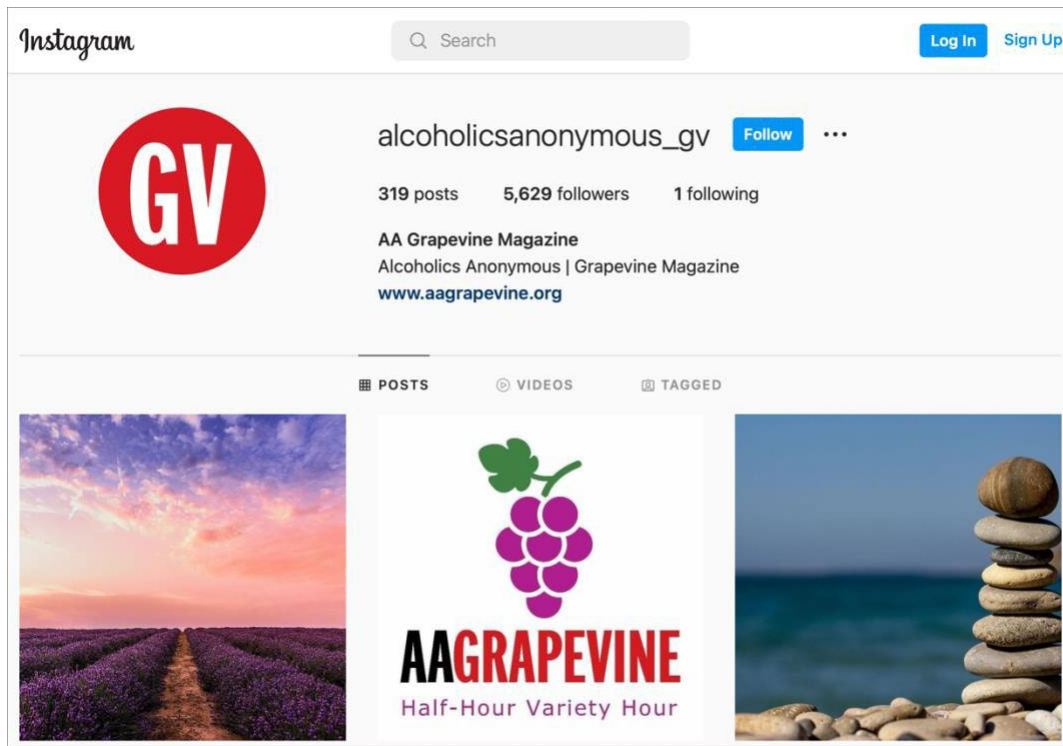 Instagram
Search
Log In
Sign Up
GV
alcoholicsanonymous_gv
Follow
319 posts 5,629 followers 1 following
AA Grapevine Magazine
Alcoholics Anonymous | Grapevine Magazine
www.aagrapevine.org
POSTS
VIDEOS
TAGGED
AAGRAPEVINE
Half-Hour Variety Hour